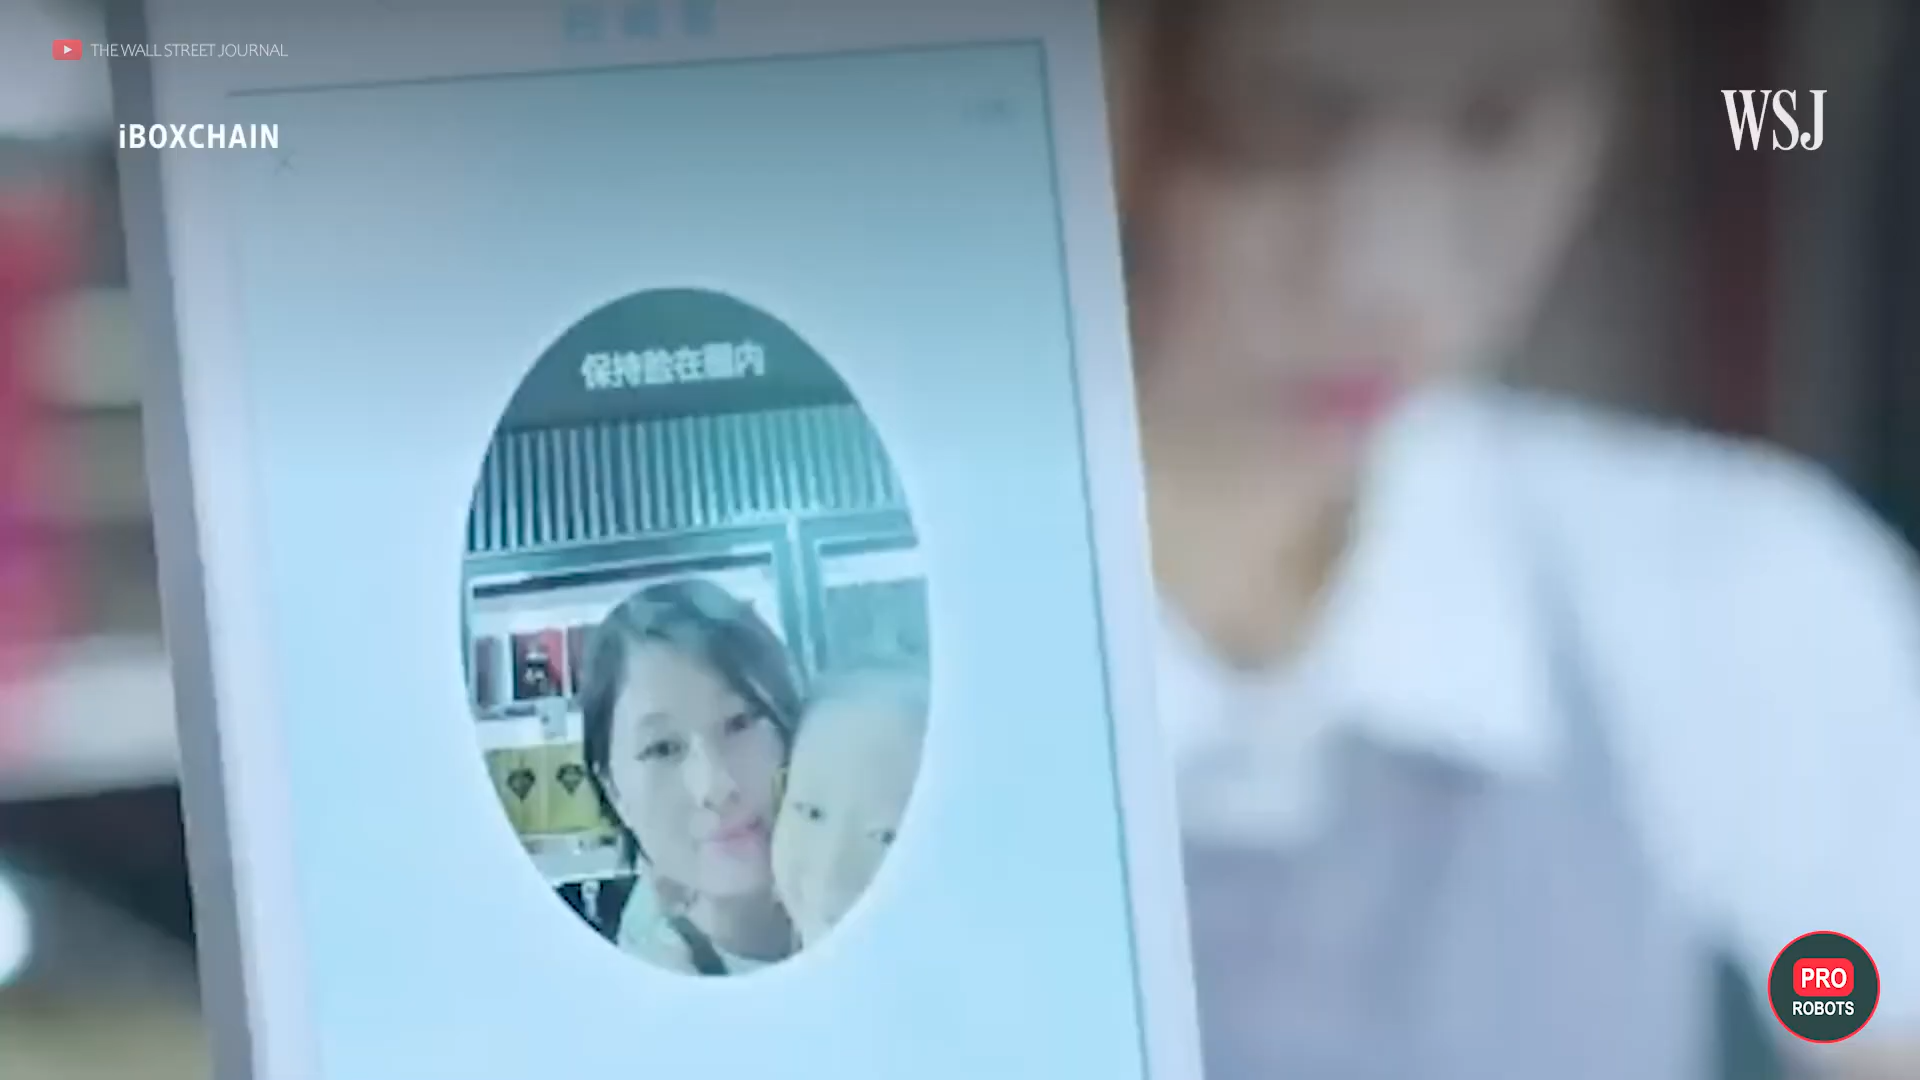 THE WALL STREET JOURNAL
iBOXCHAIN
WSJ
保持脸在圈内
PRO
ROBOTS